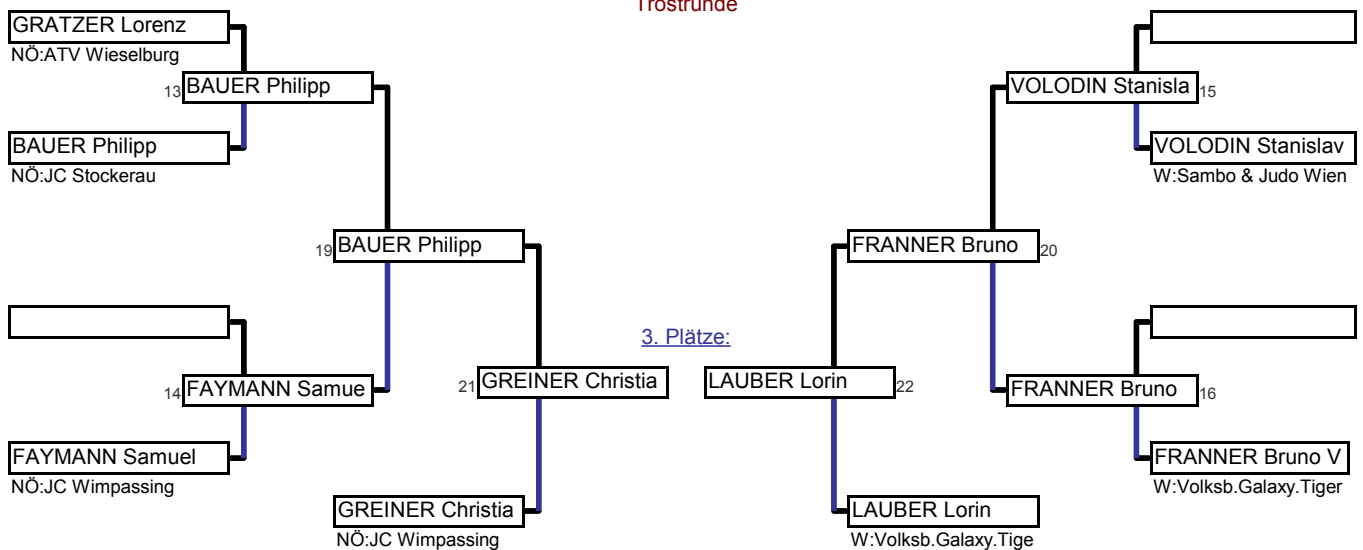 Trostrunde
GRATZER Lorenz
NÖ:ATV Wieselburg
13 BAUER Philipp
VOLODIN Stanisla 15
BAUER Philipp
NÖ:JC Stockerau
VOLODIN Stanislav
W:Sambo & Judo Wien
19 BAUER Philipp
FRANNER Bruno 20
3. Plätze:
14 FAYMANN Samue
21 GREINER Christia
LAUBER Lorin 22
FRANNER Bruno 16
FAYMANN Samuel
NÖ:JC Wimpassing
FRANNER Bruno V
W:Volksb.Galaxy.Tiger
GREINER Christia
NÖ:JC Wimpassing
LAUBER Lorin
W:Volksb.Galaxy.Tige